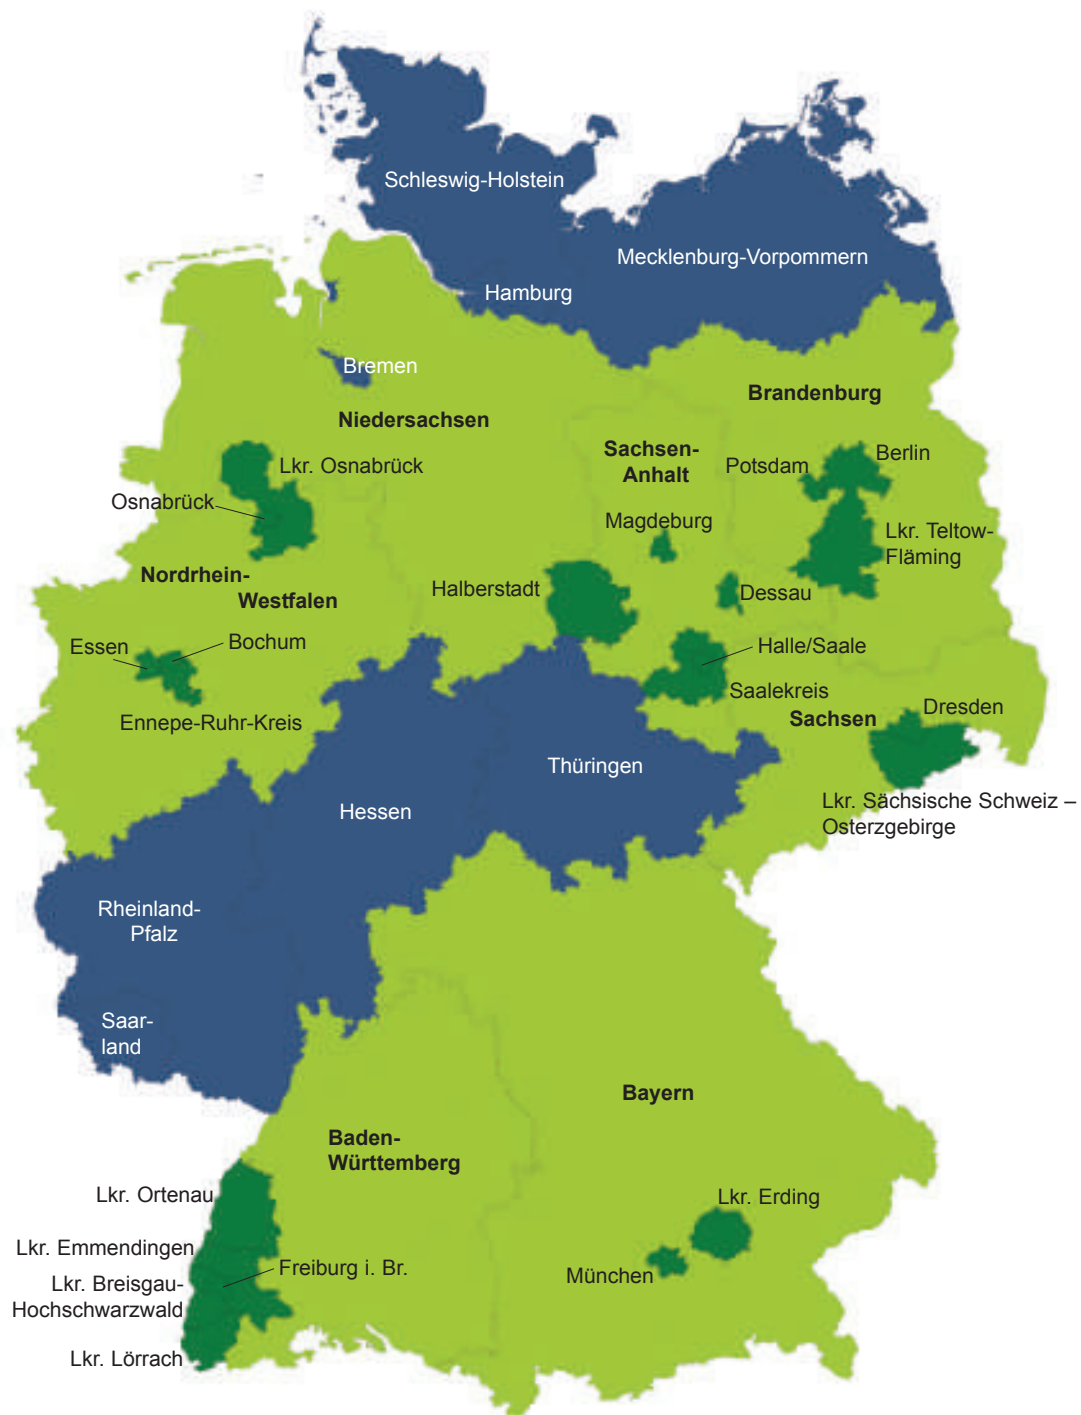 Schleswig-Holstein
Mecklenburg-Vorpommern
Hamburg
Bremen
Brandenburg
Niedersachsen
Sachsen-
Anhalt
Berlin
Potsdam
Lkr. Osnabrück
Osnabrück
Magdeburg
Lkr. Teltow-
Fläming
Nordrhein-
Westfalen
Halberstadt
Dessau
Essen
Bochum
Halle/Saale
Saalekreis
Ennepe-Ruhr-Kreis
Sachsen
Dresden
Thüringen
Hessen
Lkr. Sächsische Schweiz –
Osterzgebirge
Rheinland-
Pfalz
Saar-
land
Bayern
Baden-
Württemberg
Lkr. Ortenau
Lkr. Erding
Lkr. Emmendingen
Freiburg i. Br.
München
Lkr. Breisgau-
Hochschwarzwald
Lkr. Lörrach